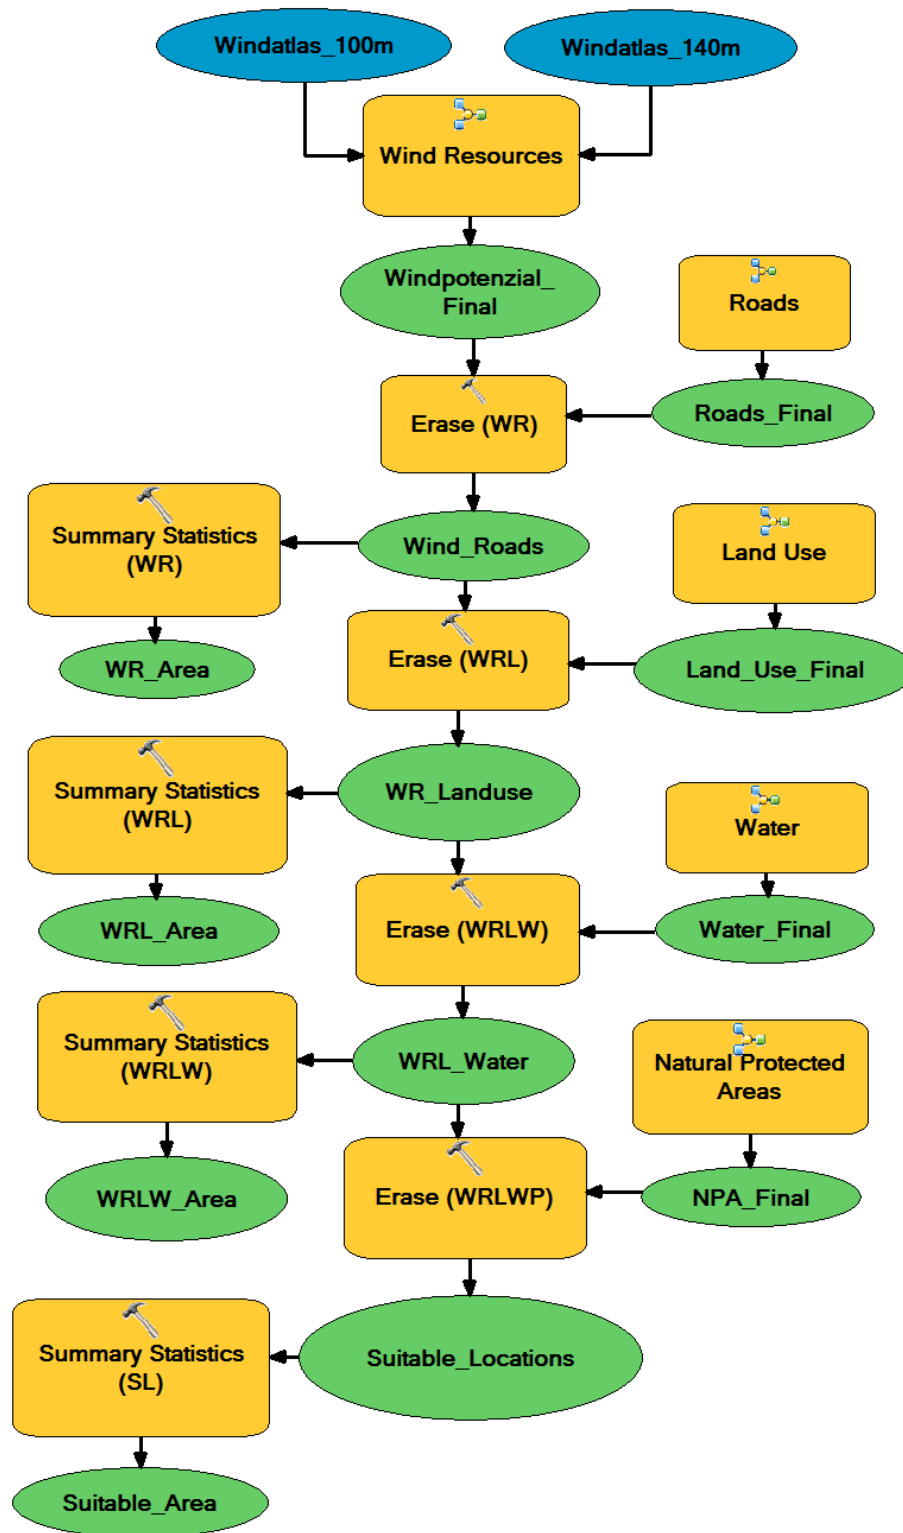 Windatlas_100m
Windatlas_140m
Wind Resources
Windpotenzial_
Final
Roads
Erase (WR)
Roads_Final
Summary Statistics
(WR)
Wind_Roads
Land Use
WR_Area
Erase (WRL)
Land_Use_Final
Summary Statistics
(WRL)
WR_Landuse
Water
WRL_Area
Erase (WRLW)
Water_Final
Summary Statistics
(WRLW)
WRL_Water
Natural Protected
Areas
WRLW_Area
Erase (WRLWP)
NPA_Final
Summary Statistics
(SL)
Suitable_Locations
Suitable_Area